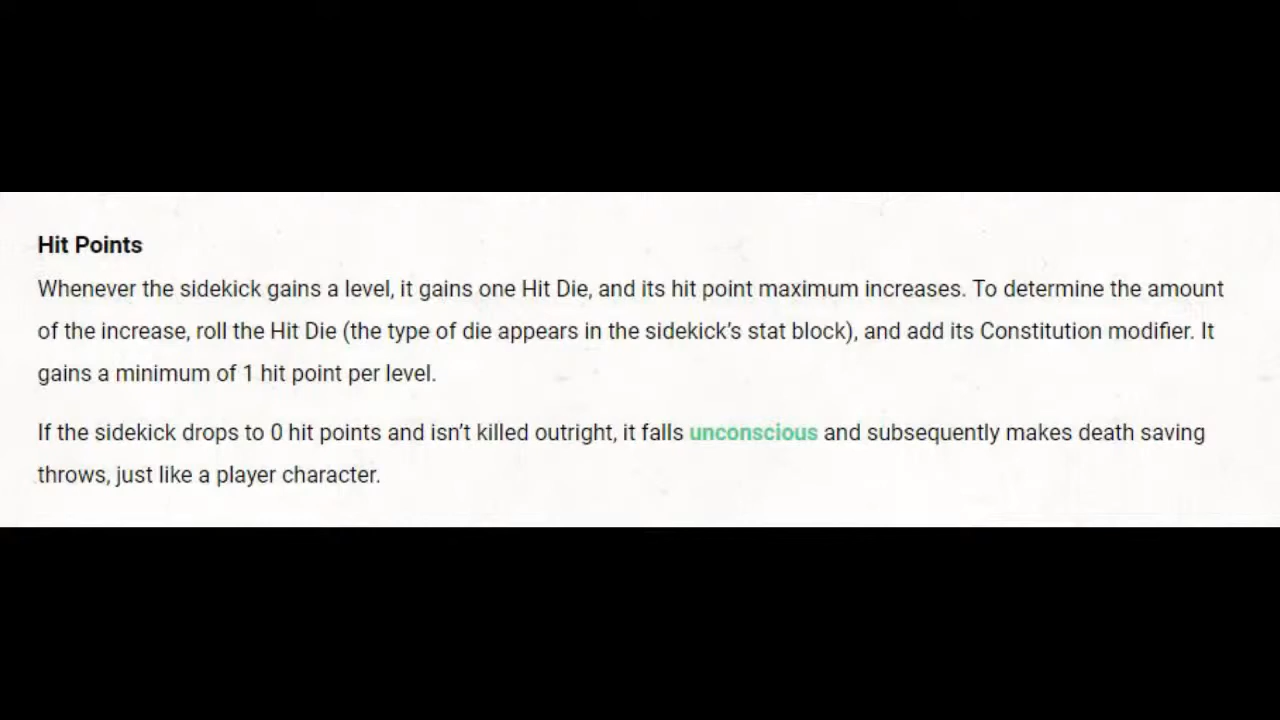 Hit Points
Whenever the sidekick gains a level, it gains one Hit Die, and its hit point maximum increases. To determine the amount
of the increase, roll the Hit Die (the type of die appears in the sidekick’s stat block), and add its Constitution modifier. It
gains a minimum of 1 hit point per level.
If the sidekick drops to 0 hit points and isn’t killed outright, it falls unconscious and subsequently makes death saving
throws, just like a player character.